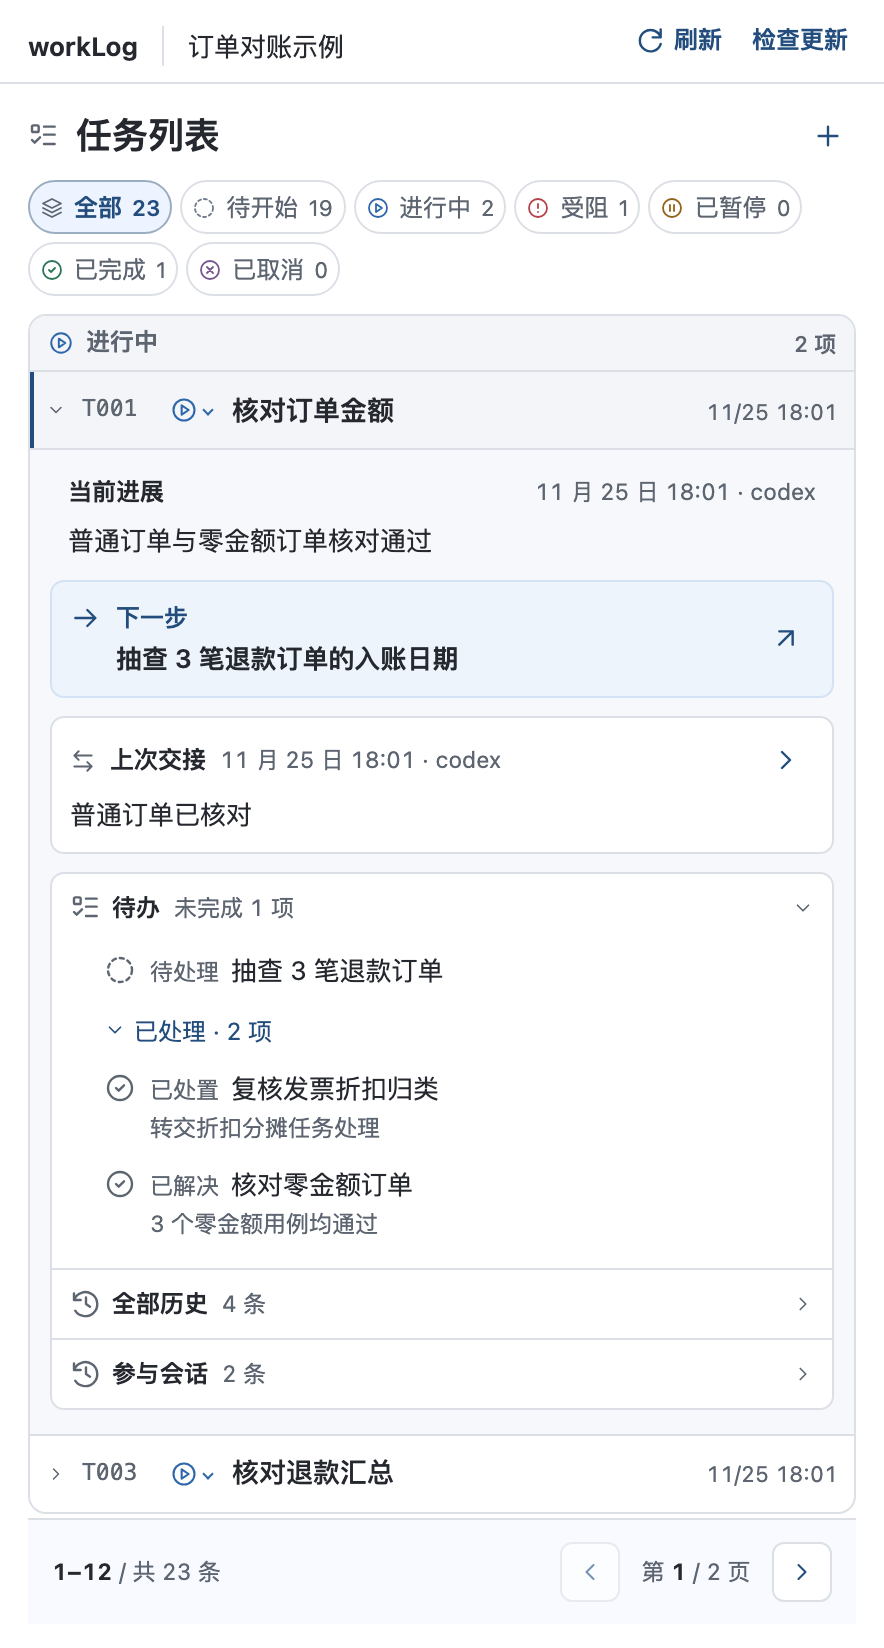 workLog 订单对账示例 刷新 检查更新
任务列表
全部 23 待开始 19 进行中 2 受阻 1 已暂停 0
已完成 1 已取消 0
进行中 2 项
T001 核对订单金额 11/25 18:01
当前进展 11 月 25 日 18:01 · codex
普通订单与零金额订单核对通过
下一步
抽查 3 笔退款订单的入账日期
上次交接 11 月 25 日 18:01 · codex
普通订单已核对
待办 未完成 1 项
待处理 抽查 3 笔退款订单
已处理 · 2 项
已处置 复核发票折扣归类
转交折扣分摊任务处理
已解决 核对零金额订单
3 个零金额用例均通过
全部历史 4 条
参与会话 2 条
T003 核对退款汇总 11/25 18:01
1–12 / 共 23 条 第 1 / 2 页